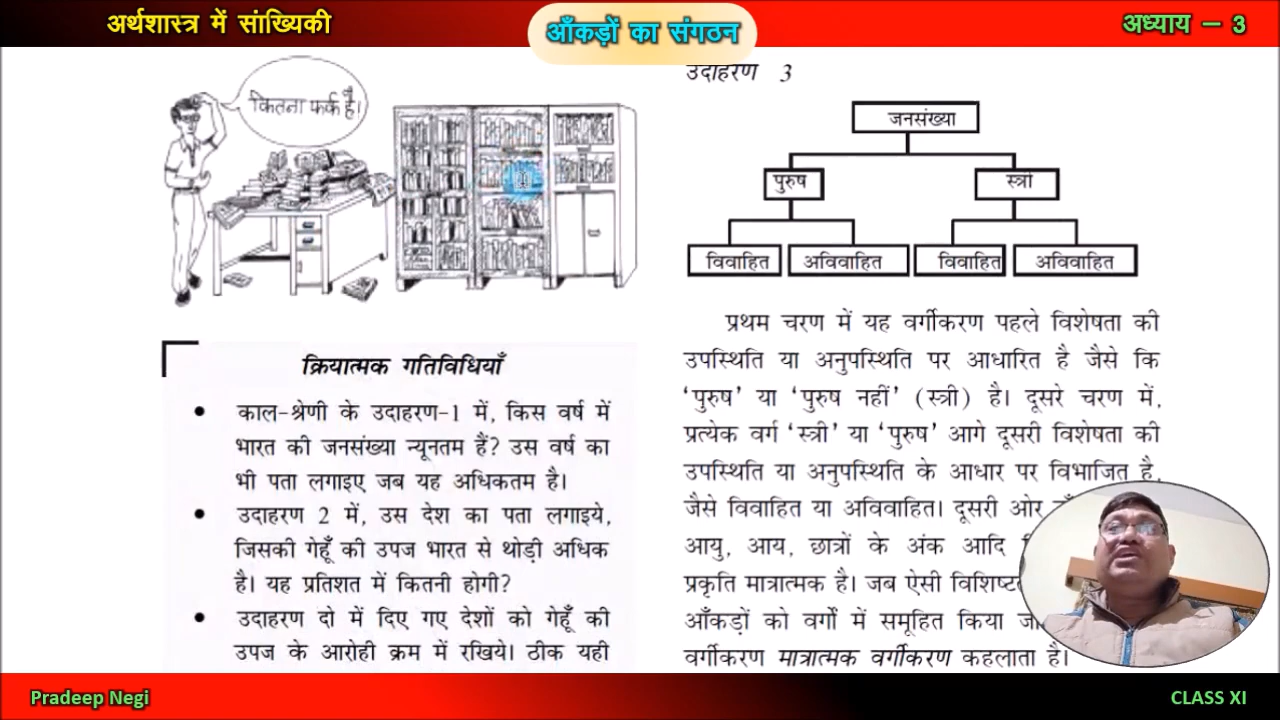 अर्थशास्त्र में सांख्यिकी
आँकड़ों का संगठन
अध्याय – 3
कितना फर्क है।
क्रियात्मक गतिविधियाँ
• काल-श्रेणी के उदाहरण-1 में, किस वर्ष में
भारत की जनसंख्या न्यूनतम हैं? उस वर्ष का
भी पता लगाइए जब यह अधिकतम है।
• उदाहरण 2 में, उस देश का पता लगाइये,
जिसकी गेहूँ की उपज भारत से थोड़ी अधिक
है। यह प्रतिशत में कितनी होगी?
• उदाहरण दो में दिए गए देशों को गेहूँ की
उपज के आरोही क्रम में रखिये। ठीक यही
उदाहरण 3
जनसंख्या
पुरुष स्त्री
विवाहित अविवाहित विवाहित अविवाहित
प्रथम चरण में यह वर्गीकरण पहले विशेषता की
उपस्थिति या अनुपस्थिति पर आधारित है जैसे कि
‘पुरुष’ या ‘पुरुष नहीं’ (स्त्री) है। दूसरे चरण में,
प्रत्येक वर्ग ‘स्त्री’ या ‘पुरुष’ आगे दूसरी विशेषता की
उपस्थिति या अनुपस्थिति के आधार पर विभाजित है,
जैसे विवाहित या अविवाहित। दूसरी ओर
आयु, आय, छात्रों के अंक आदि
प्रकृति मात्रात्मक है। जब ऐसी
आँकड़ों को वर्गों में समूहित किया
वर्गीकरण मात्रात्मक वर्गीकरण कहलाता है।
Pradeep Negi
CLASS XI